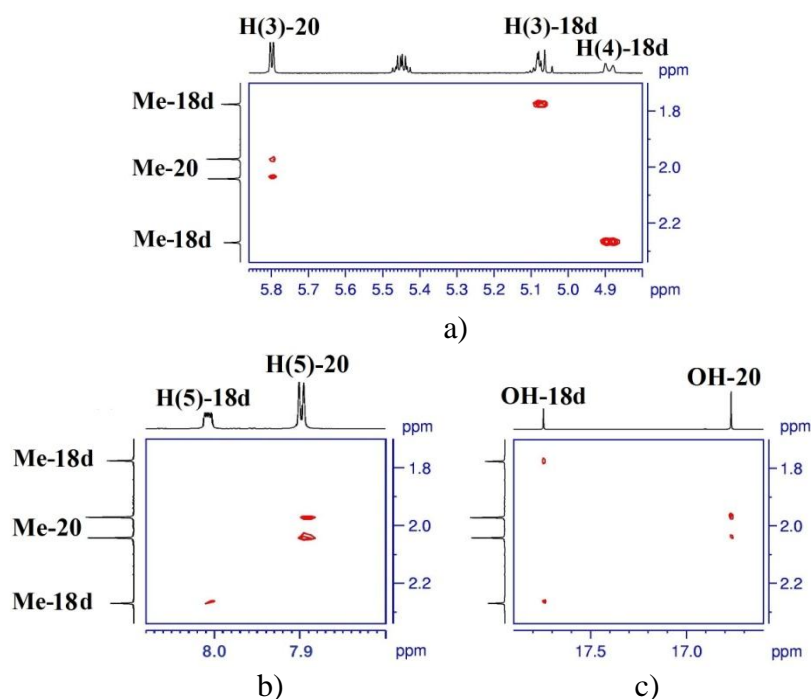 H(3)-20 H(3)-18d H(4)-18d
ppm
Me-18d
1.8
Me-20
2.0
2.2
Me-18d
5.8 5.7 5.6 5.5 5.4 5.3 5.2 5.1 5.0 4.9 ppm
a)
H(5)-20
H(5)-18d
ppm
Me-18d
1.8
Me-20
2.0
2.2
Me-18d
8.0 7.9 ppm
b)
OH-20
OH-18d
ppm
1.8
2.0
2.2
17.5 17.0 ppm
c)